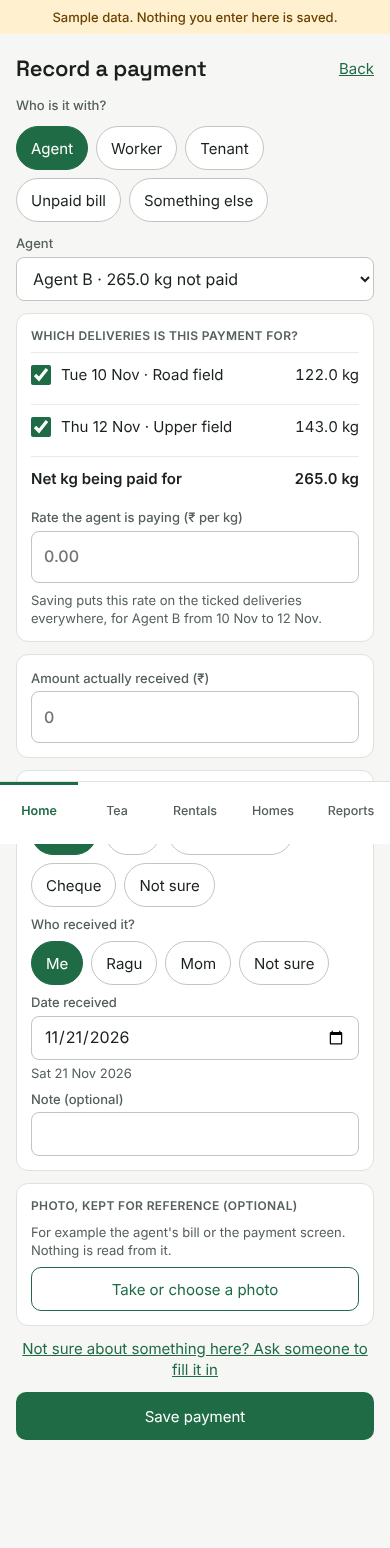 Sample data. Nothing you enter here is saved.
Record a payment
Back
Who is it with?
Agent
Worker
Tenant
Unpaid bill
Something else
Agent
Agent B · 265.0 kg not paid
WHICH DELIVERIES IS THIS PAYMENT FOR?
Tue 10 Nov · Road field 122.0 kg
Thu 12 Nov · Upper field 143.0 kg
Net kg being paid for 265.0 kg
Rate the agent is paying (₹ per kg)
0.00
Saving puts this rate on the ticked deliveries
everywhere, for Agent B from 10 Nov to 12 Nov.
Amount actually received (₹)
0
Home
Tea
Rentals
Homes
Reports
Cheque
Not sure
Who received it?
Me
Ragu
Mom
Not sure
Date received
11/21/2026
Sat 21 Nov 2026
Note (optional)
PHOTO, KEPT FOR REFERENCE (OPTIONAL)
For example the agent's bill or the payment screen.
Nothing is read from it.
Take or choose a photo
Not sure about something here? Ask someone to
fill it in
Save payment